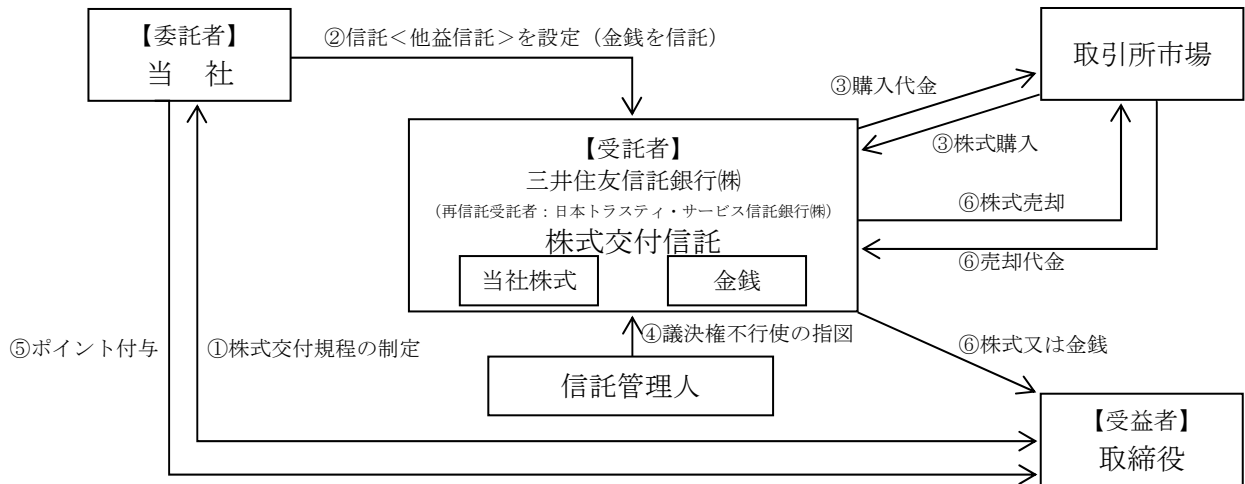 【委託者】
当　社
②信託＜他益信託＞を設定（金銭を信託）
取引所市場
③購入代金
③株式購入
【受託者】
三井住友信託銀行㈱
(再信託受託者：日本トラスティ・サービス信託銀行㈱)
株式交付信託
当社株式
金銭
⑥株式売却
⑥売却代金
⑤ポイント付与
①株式交付規程の制定
④議決権不行使の指図
⑥株式又は金銭
信託管理人
【受益者】
取締役